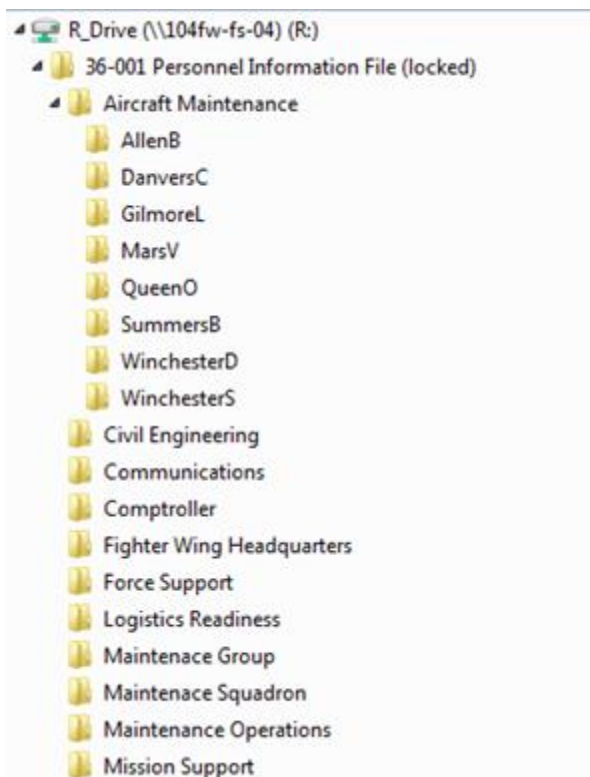 R_Drive (\\104fw-fs-04) (R:)
36-001 Personnel Information File (locked)
Aircraft Maintenance
AllenB
DanversC
GilmoreL
MarsV
QueenO
SummersB
WinchesterD
WinchesterS
Civil Engineering
Communications
Comptroller
Fighter Wing Headquarters
Force Support
Logistics Readiness
Maintenace Group
Maintenace Squadron
Maintenance Operations
Mission Support